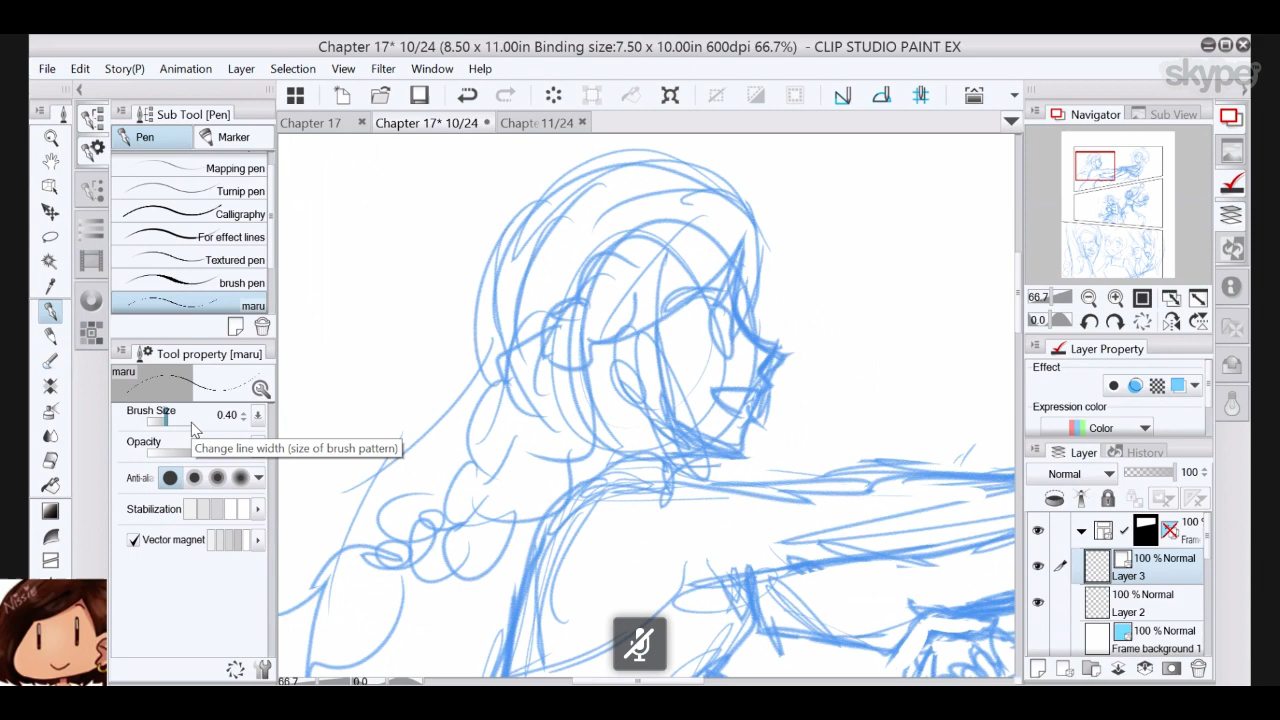 Chapter 17* 10/24 (8.50 x 11.00in Binding size:7.50 x 10.00in 600dpi 66.7%) - CLIP STUDIO PAINT EX
File Edit Story(P) Animation Layer Selection View Filter Window Help
skype
Sub Tool [Pen]
Pen Marker
Mapping pen
Turnip pen
Calligraphy
For effect lines
Textured pen
brush pen
maru
Tool property [maru]
maru
Brush Size 0.40
Opacity
Change line width (size of brush pattern)
Anti-alia
Stabilization
Vector magnet
Nissie
Chapter 17 Chapter 17* 10/24 Chapte 11/24
66.7 0.0
Navigator Sub View
66.7
0.0
Layer Property
Effect
Expression color
Color
Layer History
Normal 100
100 %
Frame
100 % Normal
Layer 3
100 % Normal
Layer 2
100 % Normal
Frame background 1